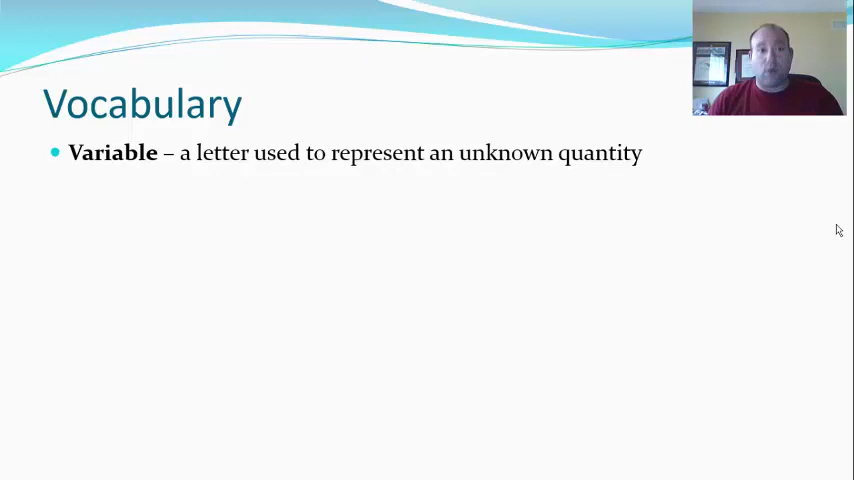 Vocabulary
• Variable – a letter used to represent an unknown quantity